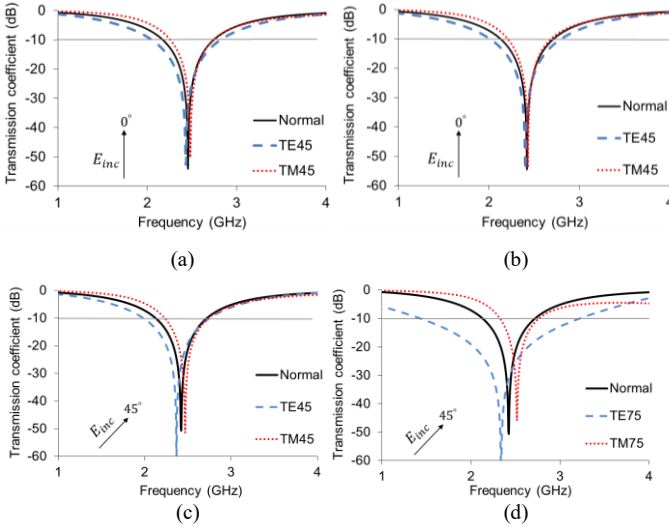 Transmission coefficient (dB)
0
-10
-20
-30
-40
-50
-60
0°
E_inc
Normal
TE45
TM45
1 2 3 4
Frequency (GHz)
(a)
Transmission coefficient (dB)
0
-10
-20
-30
-40
-50
-60
0°
E_inc
Normal
TE45
TM45
1 2 3 4
Frequency (GHz)
(b)
Transmission coefficient (dB)
0
-10
-20
-30
-40
-50
-60
E_inc 45°
Normal
TE45
TM45
1 2 3 4
Frequency (GHz)
(c)
Transmission coefficient (dB)
0
-10
-20
-30
-40
-50
-60
E_inc 45°
Normal
TE75
TM75
1 2 3 4
Frequency (GHz)
(d)